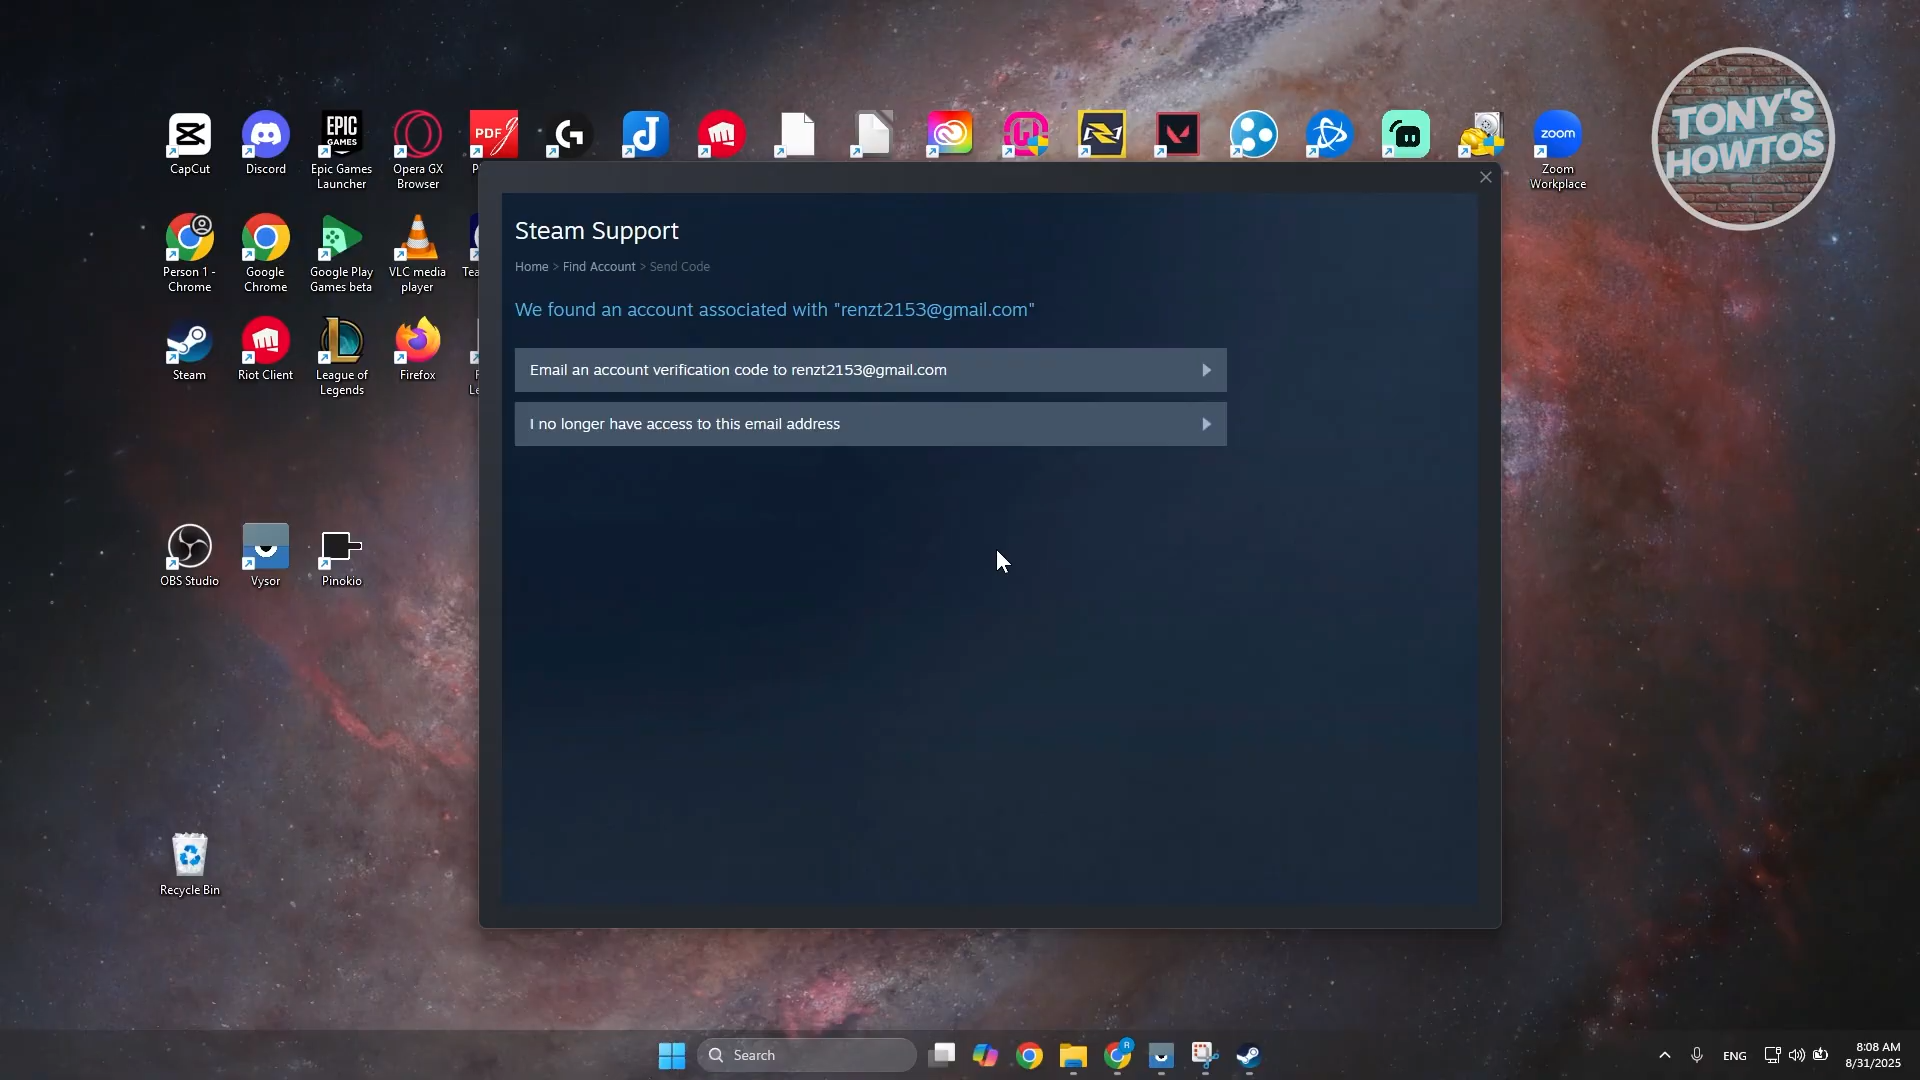 TONY'S
HOWTOS
EPIC
GAMES
PDF
zoom
CapCut
Discord
Epic Games
Launcher
Opera GX
Browser
P
Zoom
Workplace
Person 1 -
Chrome
Google
Chrome
Google Play
Games beta
VLC media
player
Tea
Steam
Riot Client
League of
Legends
Firefox
Le
OBS Studio
Vysor
Pinokio
Recycle Bin
Steam Support
Home > Find Account > Send Code
We found an account associated with "renzt2153@gmail.com"
Email an account verification code to renzt2153@gmail.com
I no longer have access to this email address
Search
R
ENG
8:08 AM
8/31/2025